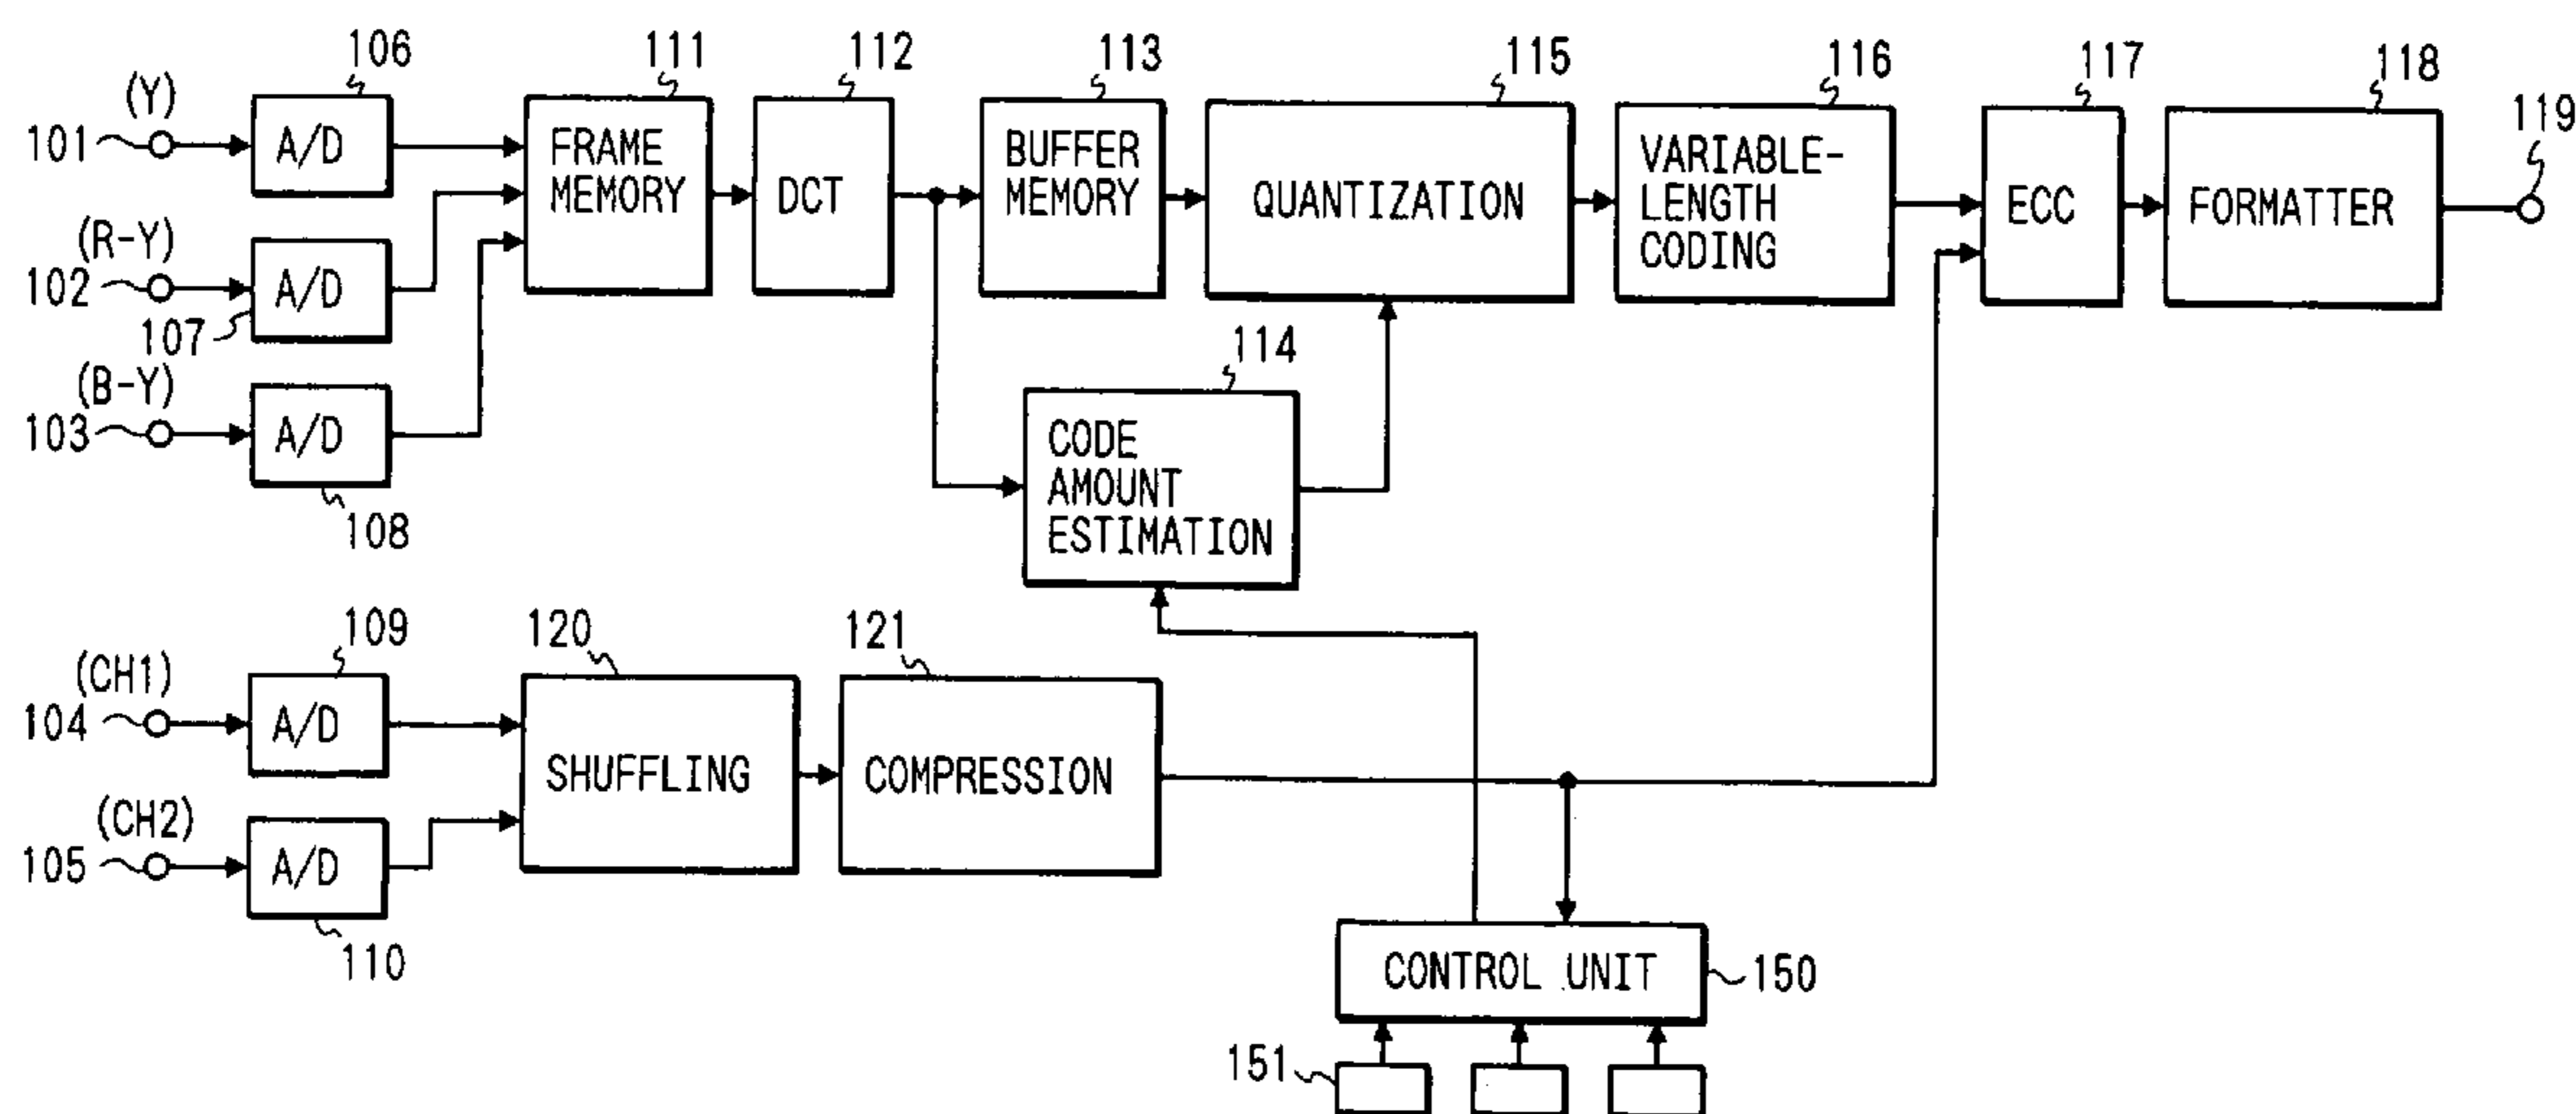 106
111
112
113
115
116
117
118
119
(Y)
101
A/D
FRAME
MEMORY
DCT
BUFFER
MEMORY
QUANTIZATION
VARIABLE-
LENGTH
CODING
ECC
FORMATTER
(R-Y)
102
A/D
107
114
(B-Y)
103
A/D
108
CODE
AMOUNT
ESTIMATION
109
120
121
(CH1)
104
A/D
SHUFFLING
COMPRESSION
(CH2)
105
A/D
110
CONTROL UNIT
150
151